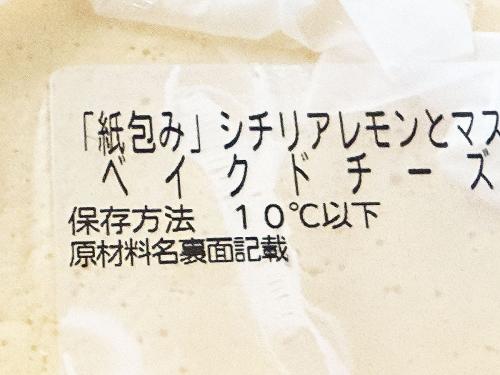 「紙包み」シチリアレモンとマス
ベイクドチーズ
保存方法 10℃以下
原材料名裏面記載